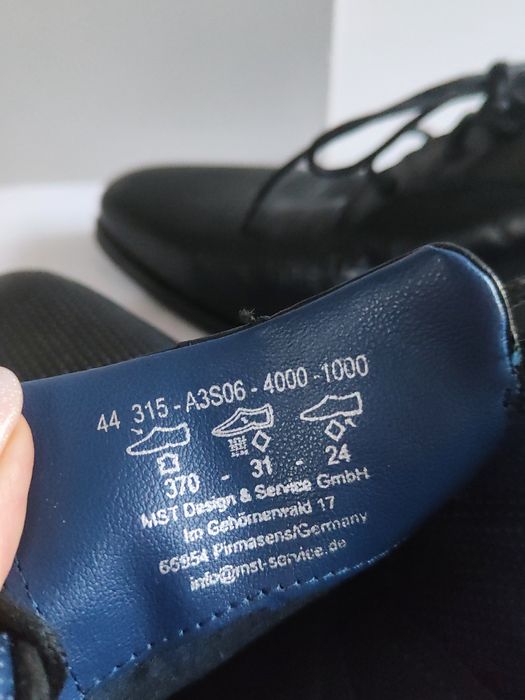 44 315-A3S06-4000-1000
370 - 31 - 24
MST Design & Service GmbH
Im Gehörnerwald 17
66954 Pirmasens/Germany
info@mst-service.de